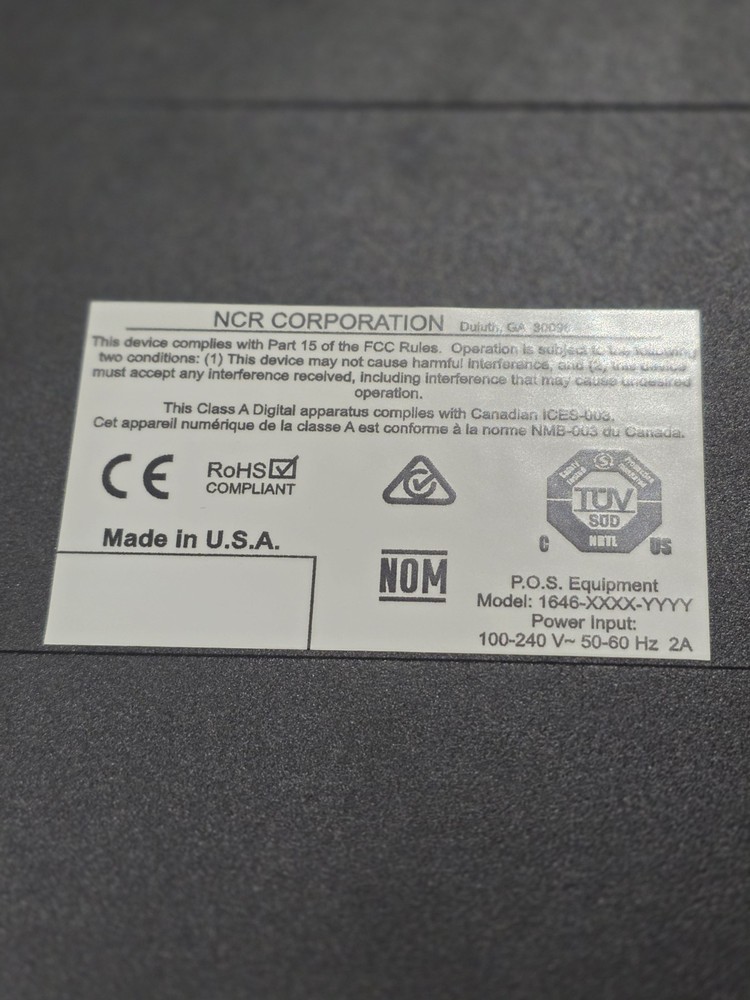 NCR CORPORATION Duluth, GA 30096
This device complies with Part 15 of the FCC Rules. Operation is subject to the following
two conditions: (1) This device may not cause harmful interference, and (2) this device
must accept any interference received, including interference that may cause undesired
operation.
This Class A Digital apparatus complies with Canadian ICES-003.
Cet appareil numérique de la classe A est conforme à la norme NMB-003 du Canada.
CE
RoHS
COMPLIANT
TÜV
SÜD
NRTL
C US
Made in U.S.A.
NOM
P.O.S. Equipment
Model: 1646-XXXX-YYYY
Power Input:
100-240 V~ 50-60 Hz 2A